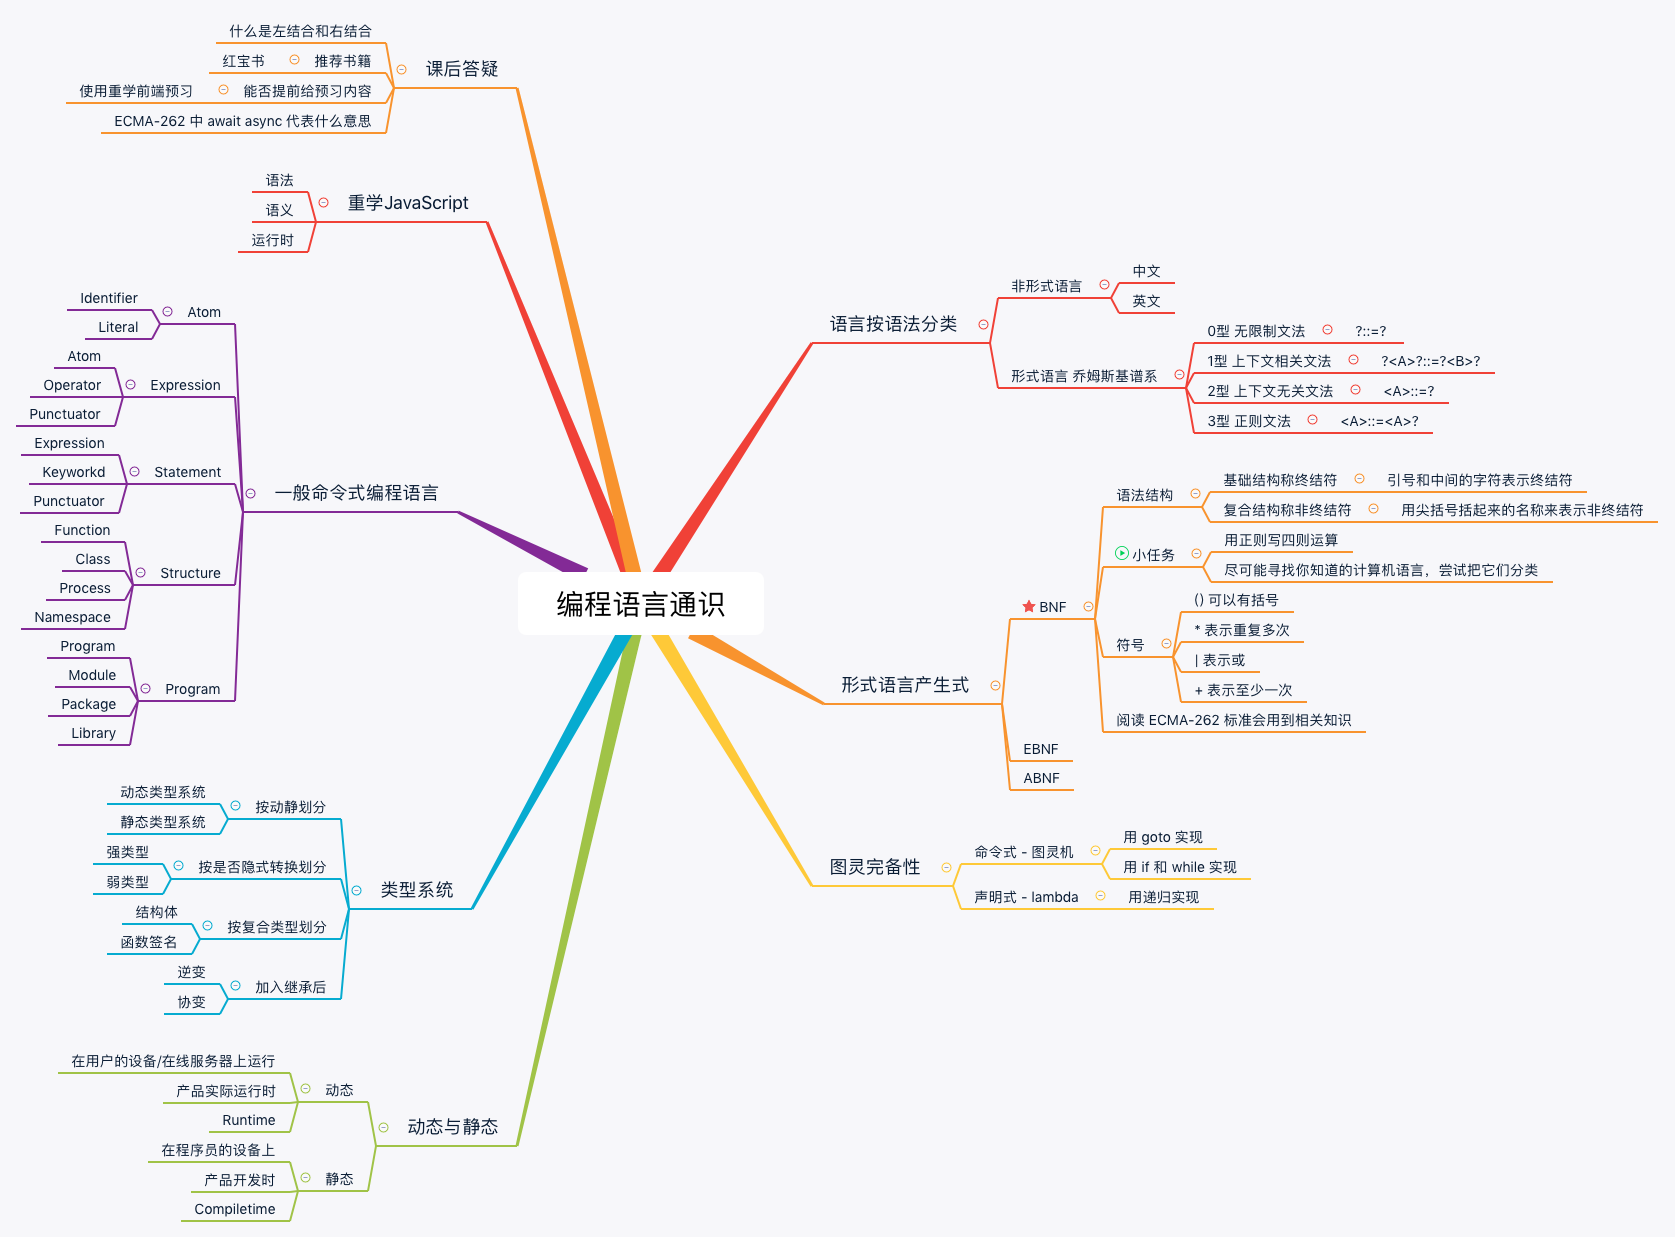 编程语言通识
语言按语法分类
非形式语言
中文
英文
形式语言 乔姆斯基谱系
0型 无限制文法
?::=?
1型 上下文相关文法
?<A>?::=?<B>?
2型 上下文无关文法
<A>::=?
3型 正则文法
<A>::=<A>?
形式语言产生式
BNF
语法结构
基础结构称终结符
引号和中间的字符表示终结符
复合结构称非终结符
用尖括号括起来的名称来表示非终结符
小任务
用正则写四则运算
尽可能寻找你知道的计算机语言，尝试把它们分类
符号
() 可以有括号
* 表示重复多次
| 表示或
+ 表示至少一次
阅读 ECMA-262 标准会用到相关知识
EBNF
ABNF
图灵完备性
命令式 - 图灵机
用 goto 实现
用 if 和 while 实现
声明式 - lambda
用递归实现
动态与静态
动态
在用户的设备/在线服务器上运行
产品实际运行时
Runtime
静态
在程序员的设备上
产品开发时
Compiletime
类型系统
按动静划分
动态类型系统
静态类型系统
按是否隐式转换划分
强类型
弱类型
按复合类型划分
结构体
函数签名
加入继承后
逆变
协变
一般命令式编程语言
Atom
Identifier
Literal
Expression
Atom
Operator
Punctuator
Statement
Expression
Keyworkd
Punctuator
Structure
Function
Class
Process
Namespace
Program
Program
Module
Package
Library
重学JavaScript
语法
语义
运行时
课后答疑
什么是左结合和右结合
推荐书籍
红宝书
能否提前给预习内容
使用重学前端预习
ECMA-262 中 await async 代表什么意思